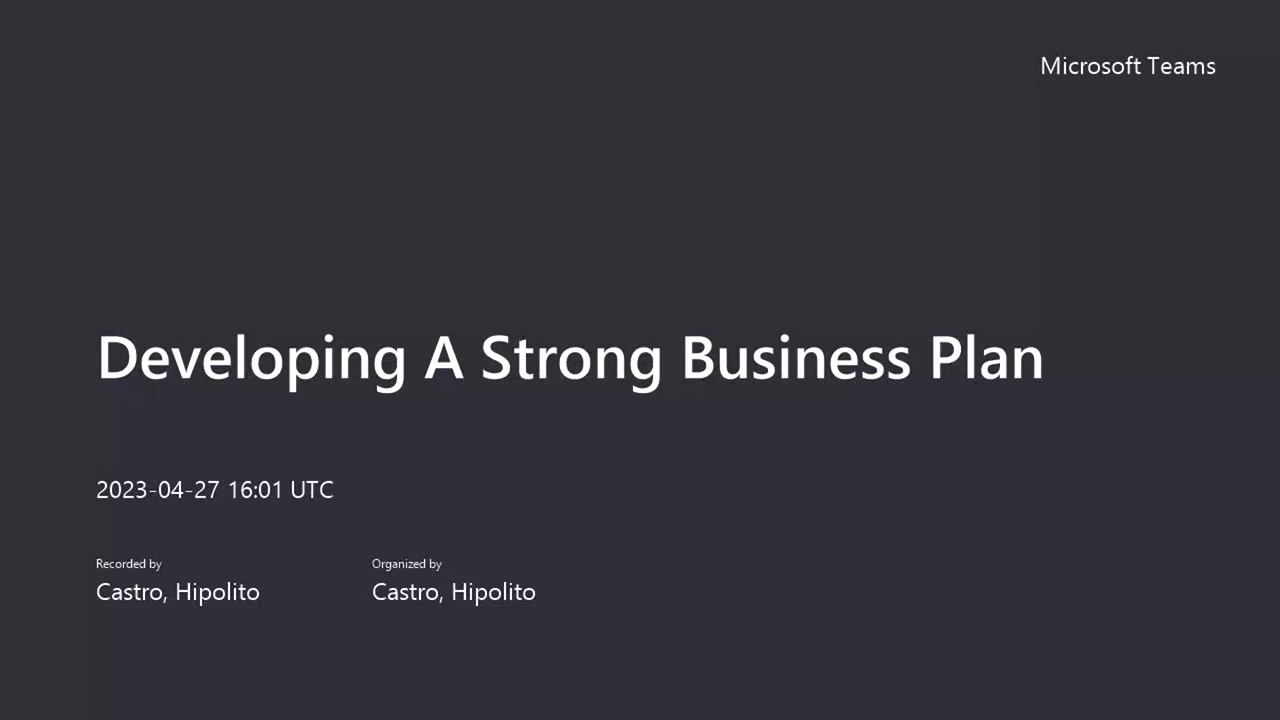 Microsoft Teams
Developing A Strong Business Plan
2023-04-27 16:01 UTC
Recorded by
Organized by
Castro, Hipolito
Castro, Hipolito